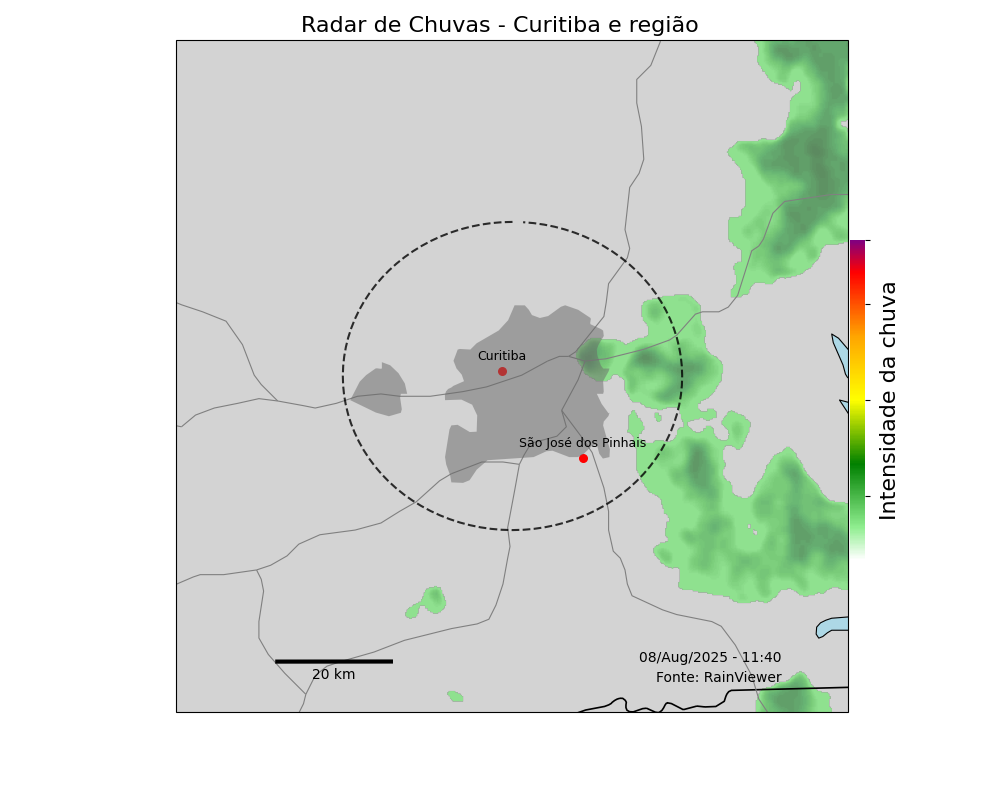 Radar de Chuvas - Curitiba e região
Curitiba
São José dos Pinhais
Intensidade da chuva
20 km
08/Aug/2025 - 11:40
Fonte: RainViewer